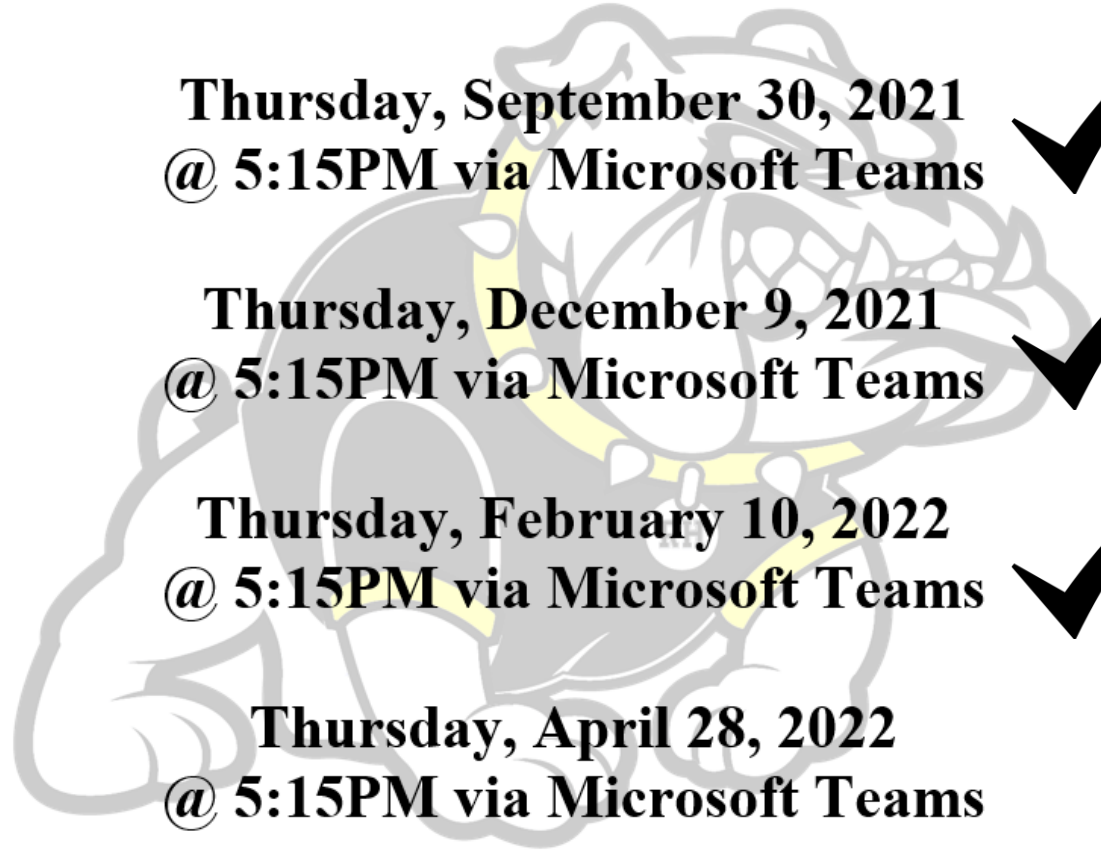 Thursday, September 30, 2021
@ 5:15PM via Microsoft Teams
Thursday, December 9, 2021
@ 5:15PM via Microsoft Teams
Thursday, February 10, 2022
@ 5:15PM via Microsoft Teams
Thursday, April 28, 2022
@ 5:15PM via Microsoft Teams